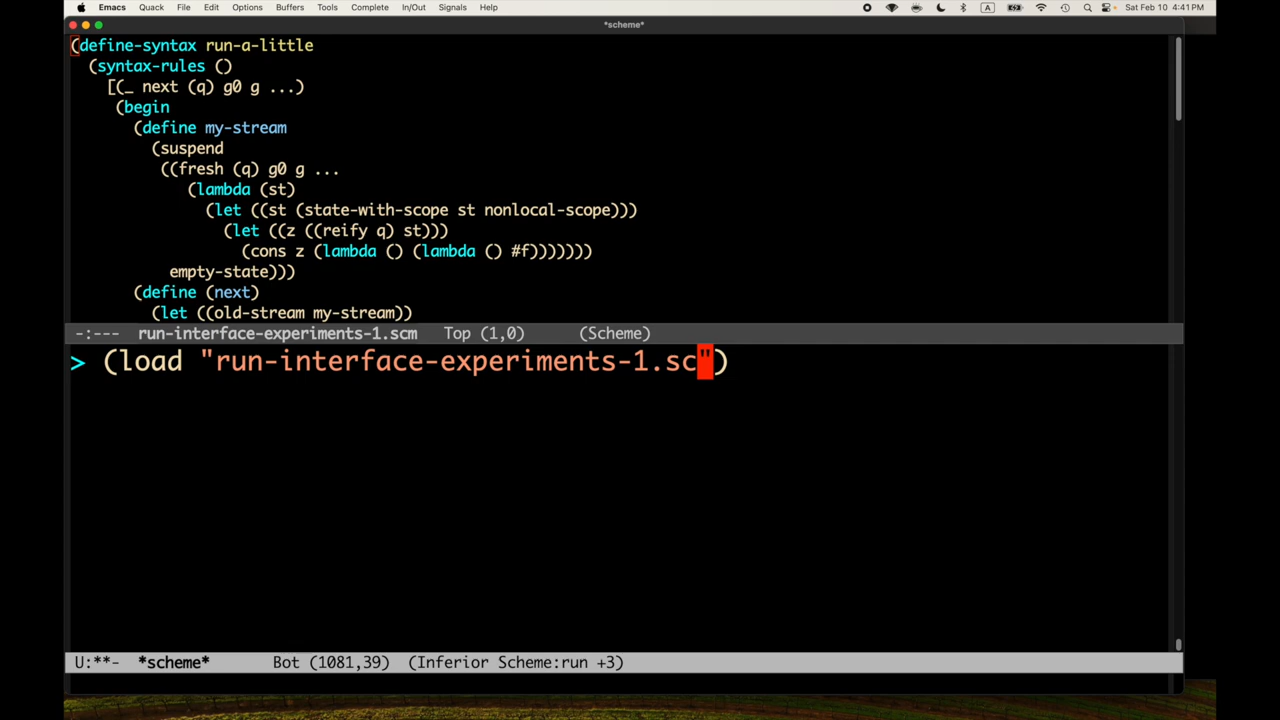 Emacs Quack File Edit Options Buffers Tools Complete In/Out Signals Help A Sat Feb 10 4:41 PM
*scheme*
(define-syntax run-a-little
(syntax-rules ()
[(_ next (q) g0 g ...)
(begin
(define my-stream
(suspend
((fresh (q) g0 g ...
(lambda (st)
(let ((st (state-with-scope st nonlocal-scope)))
(let ((z ((reify q) st)))
(cons z (lambda () (lambda () #f)))))))
empty-state)))
(define (next)
(let ((old-stream my-stream))
-:--- run-interface-experiments-1.scm Top (1,0) (Scheme)
> (load "run-interface-experiments-1.sc")
U:**- *scheme* Bot (1081,39) (Inferior Scheme:run +3)